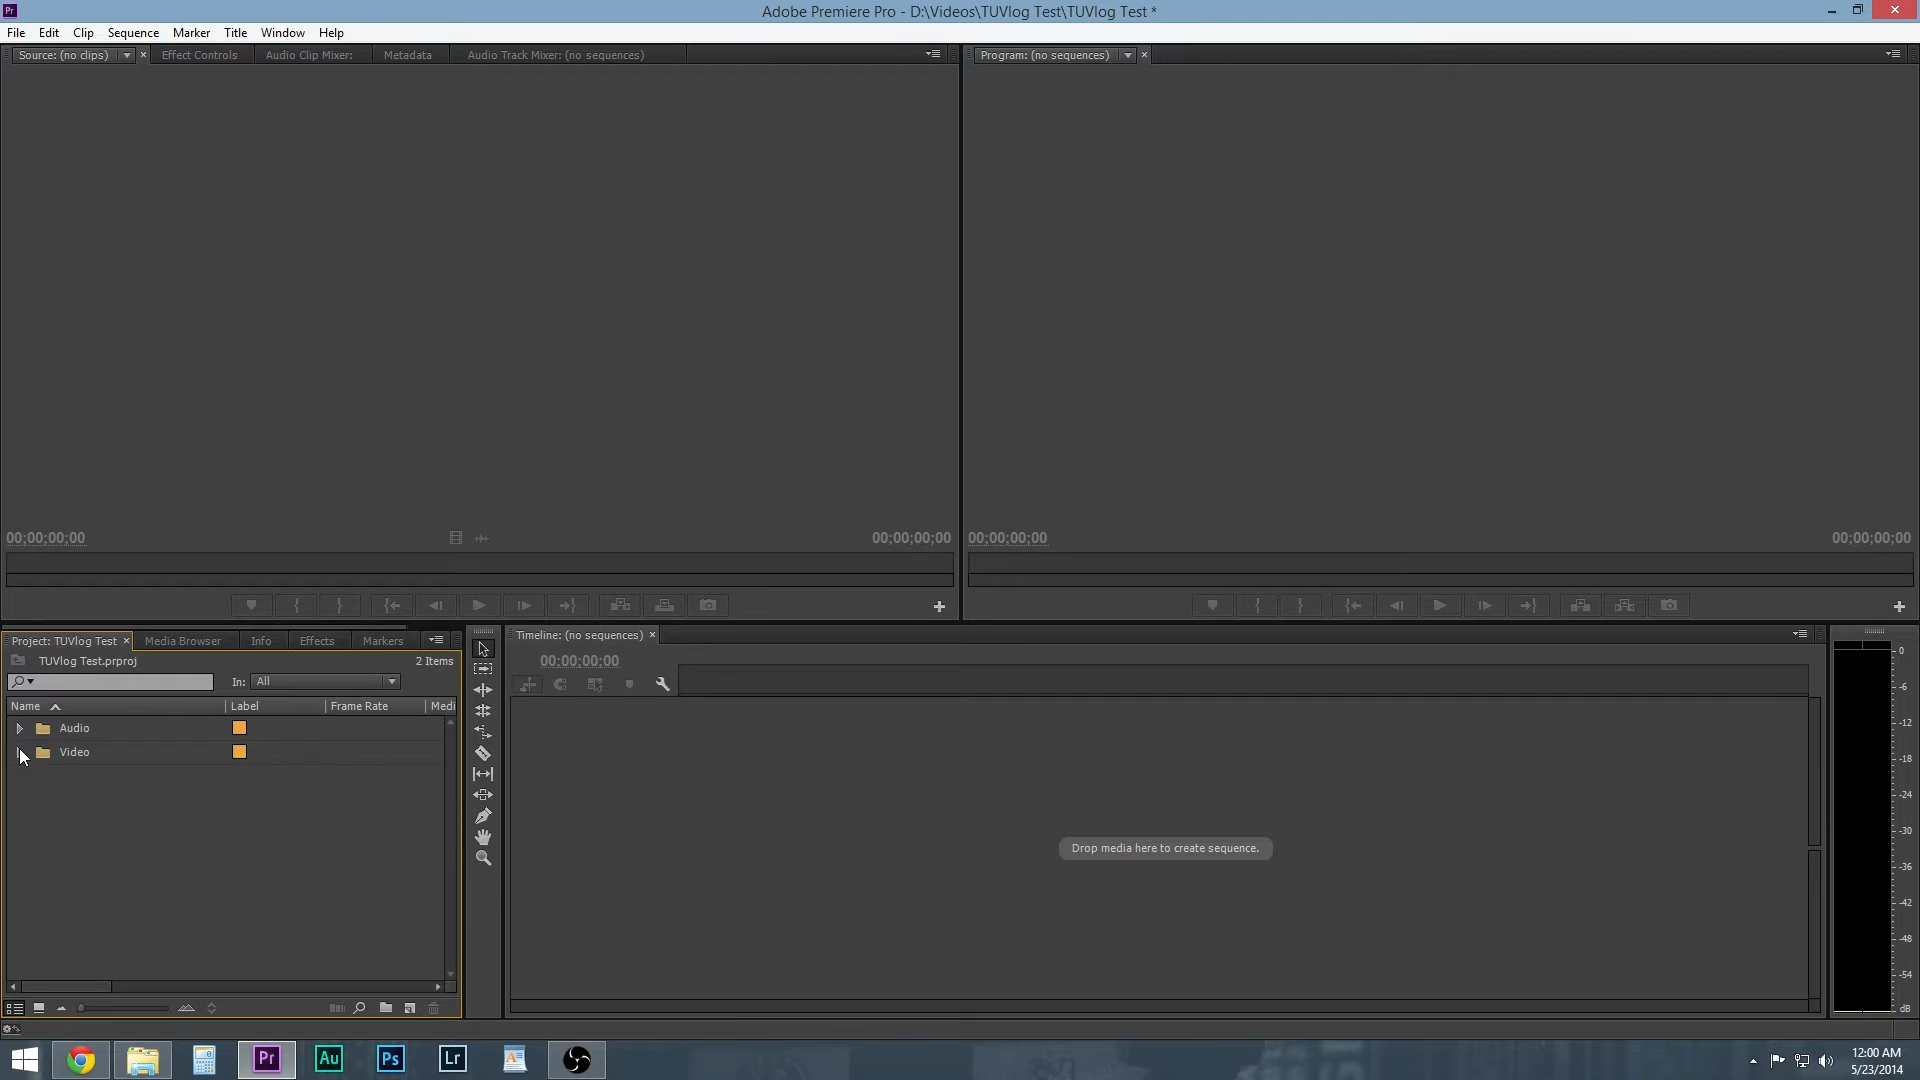 Pr
Adobe Premiere Pro - D:\Videos\TUVlog Test\TUVlog Test *
File Edit Clip Sequence Marker Title Window Help
Source: (no clips) Effect Controls Audio Clip Mixer: Metadata Audio Track Mixer: (no sequences)
Program: (no sequences)
00;00;00;00 00;00;00;00
00;00;00;00 00;00;00;00
Project: TUVlog Test Media Browser Info Effects Markers
TUVlog Test.prproj 2 Items
In: All
Name Label Frame Rate Medi
Audio
Video
Timeline: (no sequences)
00;00;00;00
Drop media here to create sequence.
0
-6
-12
-18
-24
-30
-36
-42
-48
-54
dB
Pr Au Ps Lr
12:00 AM
5/23/2014